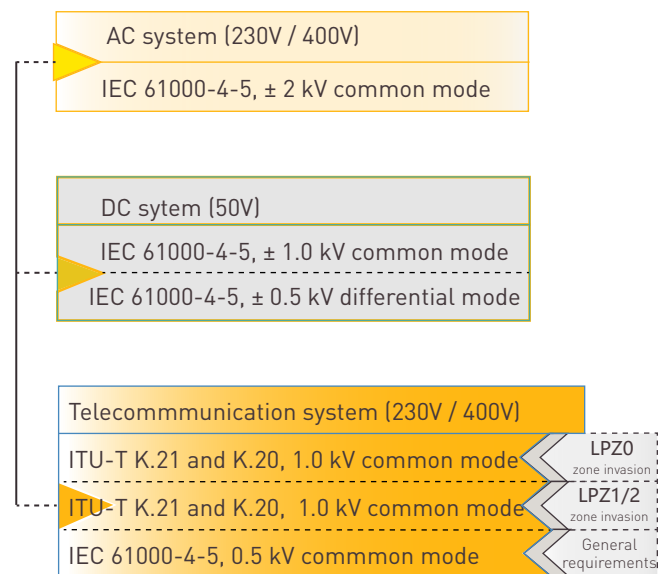 AC system (230V / 400V)
IEC 61000-4-5, ± 2 kV common mode
DC sytem (50V)
IEC 61000-4-5, ± 1.0 kV common mode
IEC 61000-4-5, ± 0.5 kV differential mode
Telecommmunication system (230V / 400V)
ITU-T K.21 and K.20, 1.0 kV common mode
LPZ0
zone invasion
ITU-T K.21 and K.20, 1.0 kV common mode
LPZ1/2
zone invasion
IEC 61000-4-5, 0.5 kV commmon mode
General
requirements